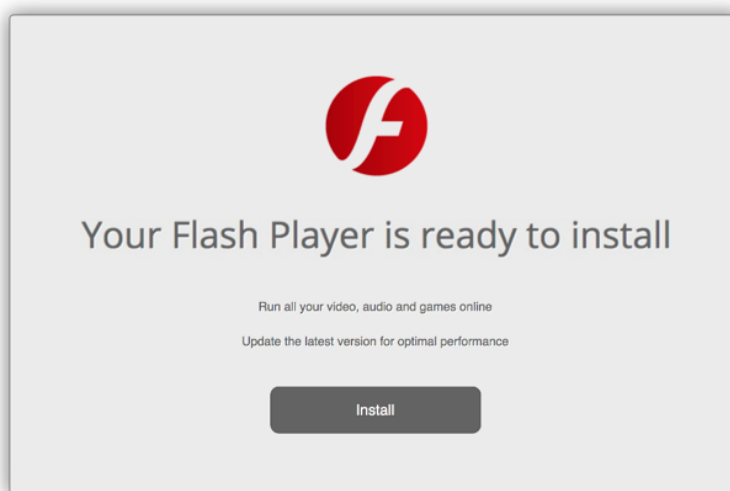 Your Flash Player is ready to install
Run all your video, audio and games online
Update the latest version for optimal performance
Install